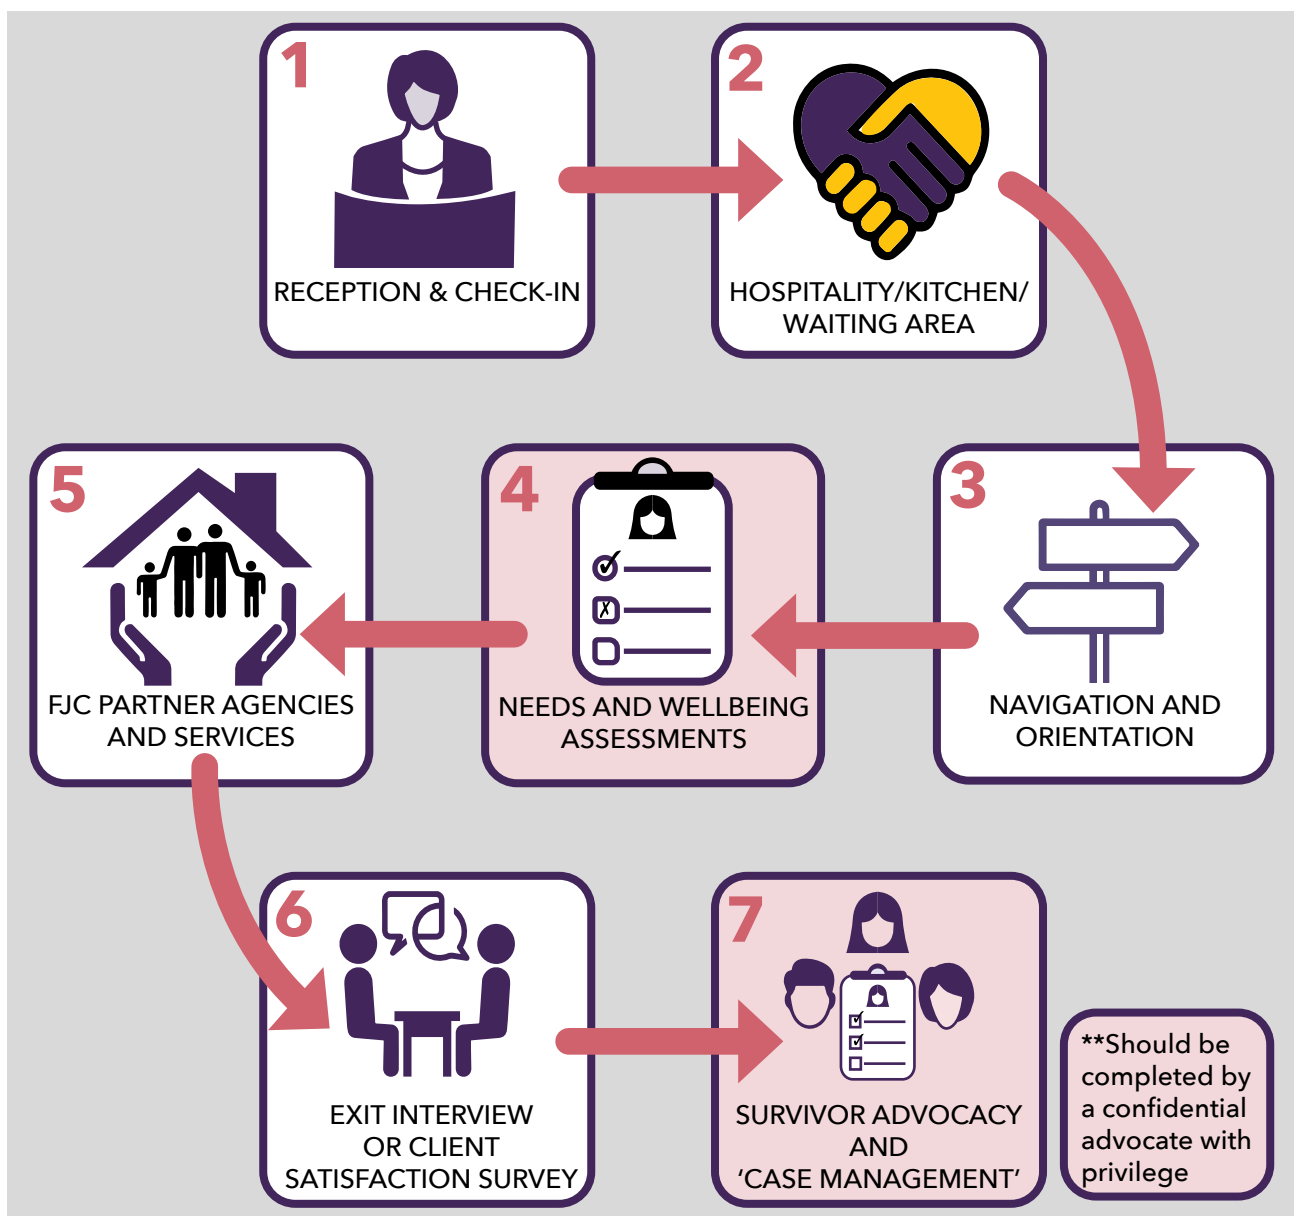 1
RECEPTION & CHECK-IN
2
HOSPITALITY/KITCHEN/
WAITING AREA
3
NAVIGATION AND
ORIENTATION
4
NEEDS AND WELLBEING
ASSESSMENTS
5
FJC PARTNER AGENCIES
AND SERVICES
6
EXIT INTERVIEW
OR CLIENT
SATISFACTION SURVEY
7
SURVIVOR ADVOCACY
AND
‘CASE MANAGEMENT’
**Should be
completed by
a confidential
advocate with
privilege